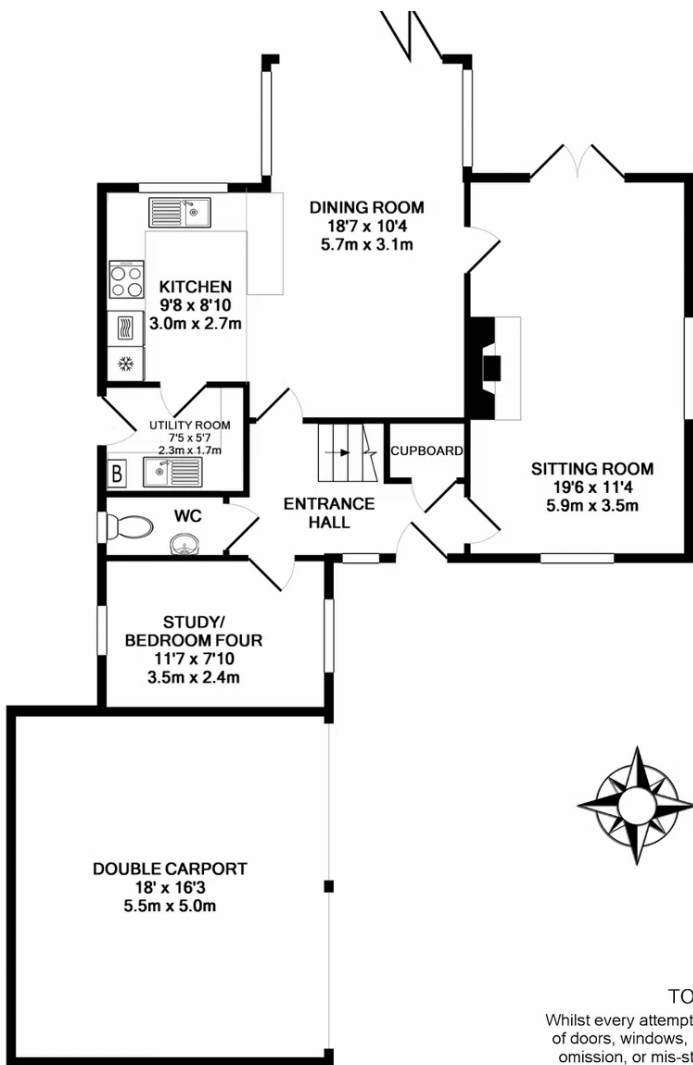 DINING ROOM
18'7 x 10'4
5.7m x 3.1m
KITCHEN
9'8 x 8'10
3.0m x 2.7m
UTILITY ROOM
7'5 x 5'7
2.3m x 1.7m
B
CUPBOARD
SITTING ROOM
19'6 x 11'4
5.9m x 3.5m
ENTRANCE
HALL
WC
STUDY/
BEDROOM FOUR
11'7 x 7'10
3.5m x 2.4m
DOUBLE CARPORT
18' x 16'3
5.5m x 5.0m
TO
Whilst every attempt
of doors, windows,
omission, or mis-st